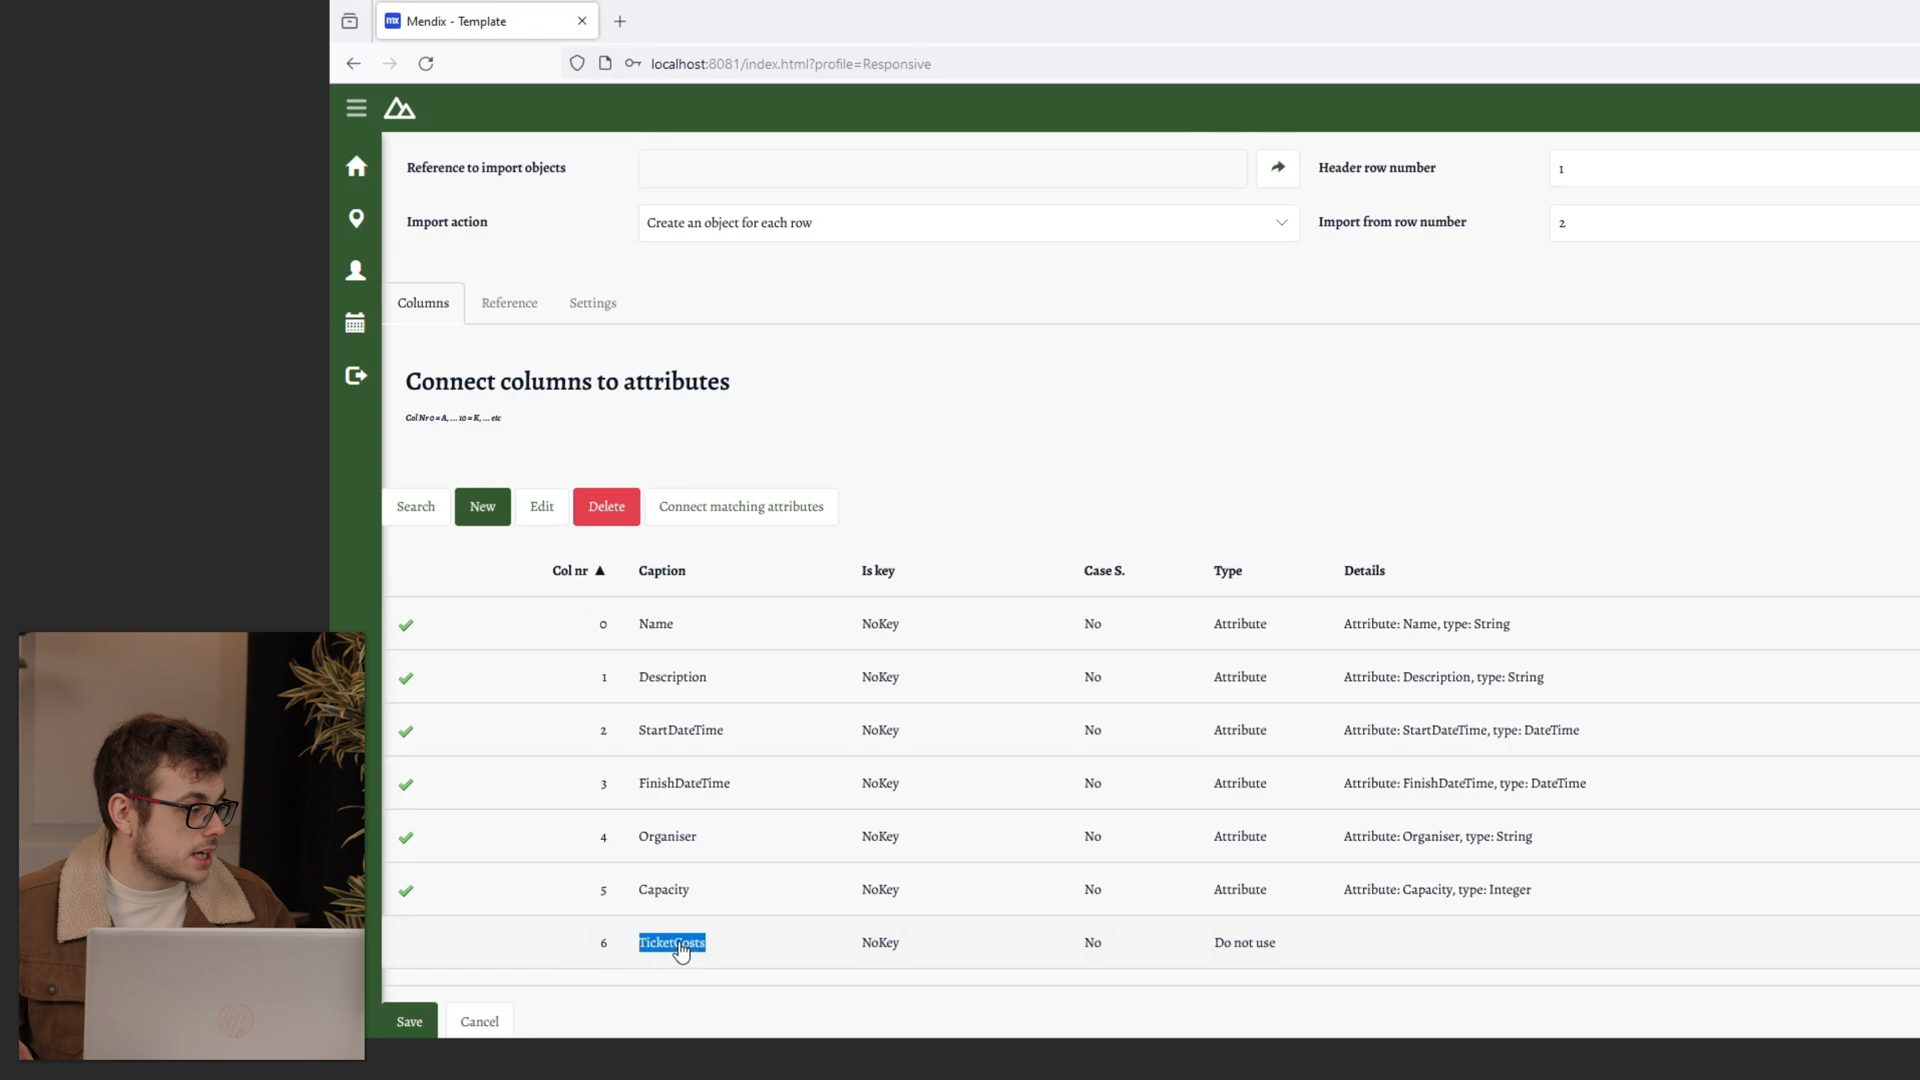 mx Mendix - Template
localhost:8081/index.html?profile=Responsive
Reference to import objects
Header row number 1
Import action Create an object for each row
Import from row number 2
Columns Reference Settings
Connect columns to attributes
Col Nr 0 = A, ... 10 = K, ... etc
Search New Edit Delete Connect matching attributes
Col nr ▲ Caption Is key Case S. Type Details
0 Name NoKey No Attribute Attribute: Name, type: String
1 Description NoKey No Attribute Attribute: Description, type: String
2 StartDateTime NoKey No Attribute Attribute: StartDateTime, type: DateTime
3 FinishDateTime NoKey No Attribute Attribute: FinishDateTime, type: DateTime
4 Organiser NoKey No Attribute Attribute: Organiser, type: String
5 Capacity NoKey No Attribute Attribute: Capacity, type: Integer
6 TicketCosts NoKey No Do not use
Save Cancel
hp